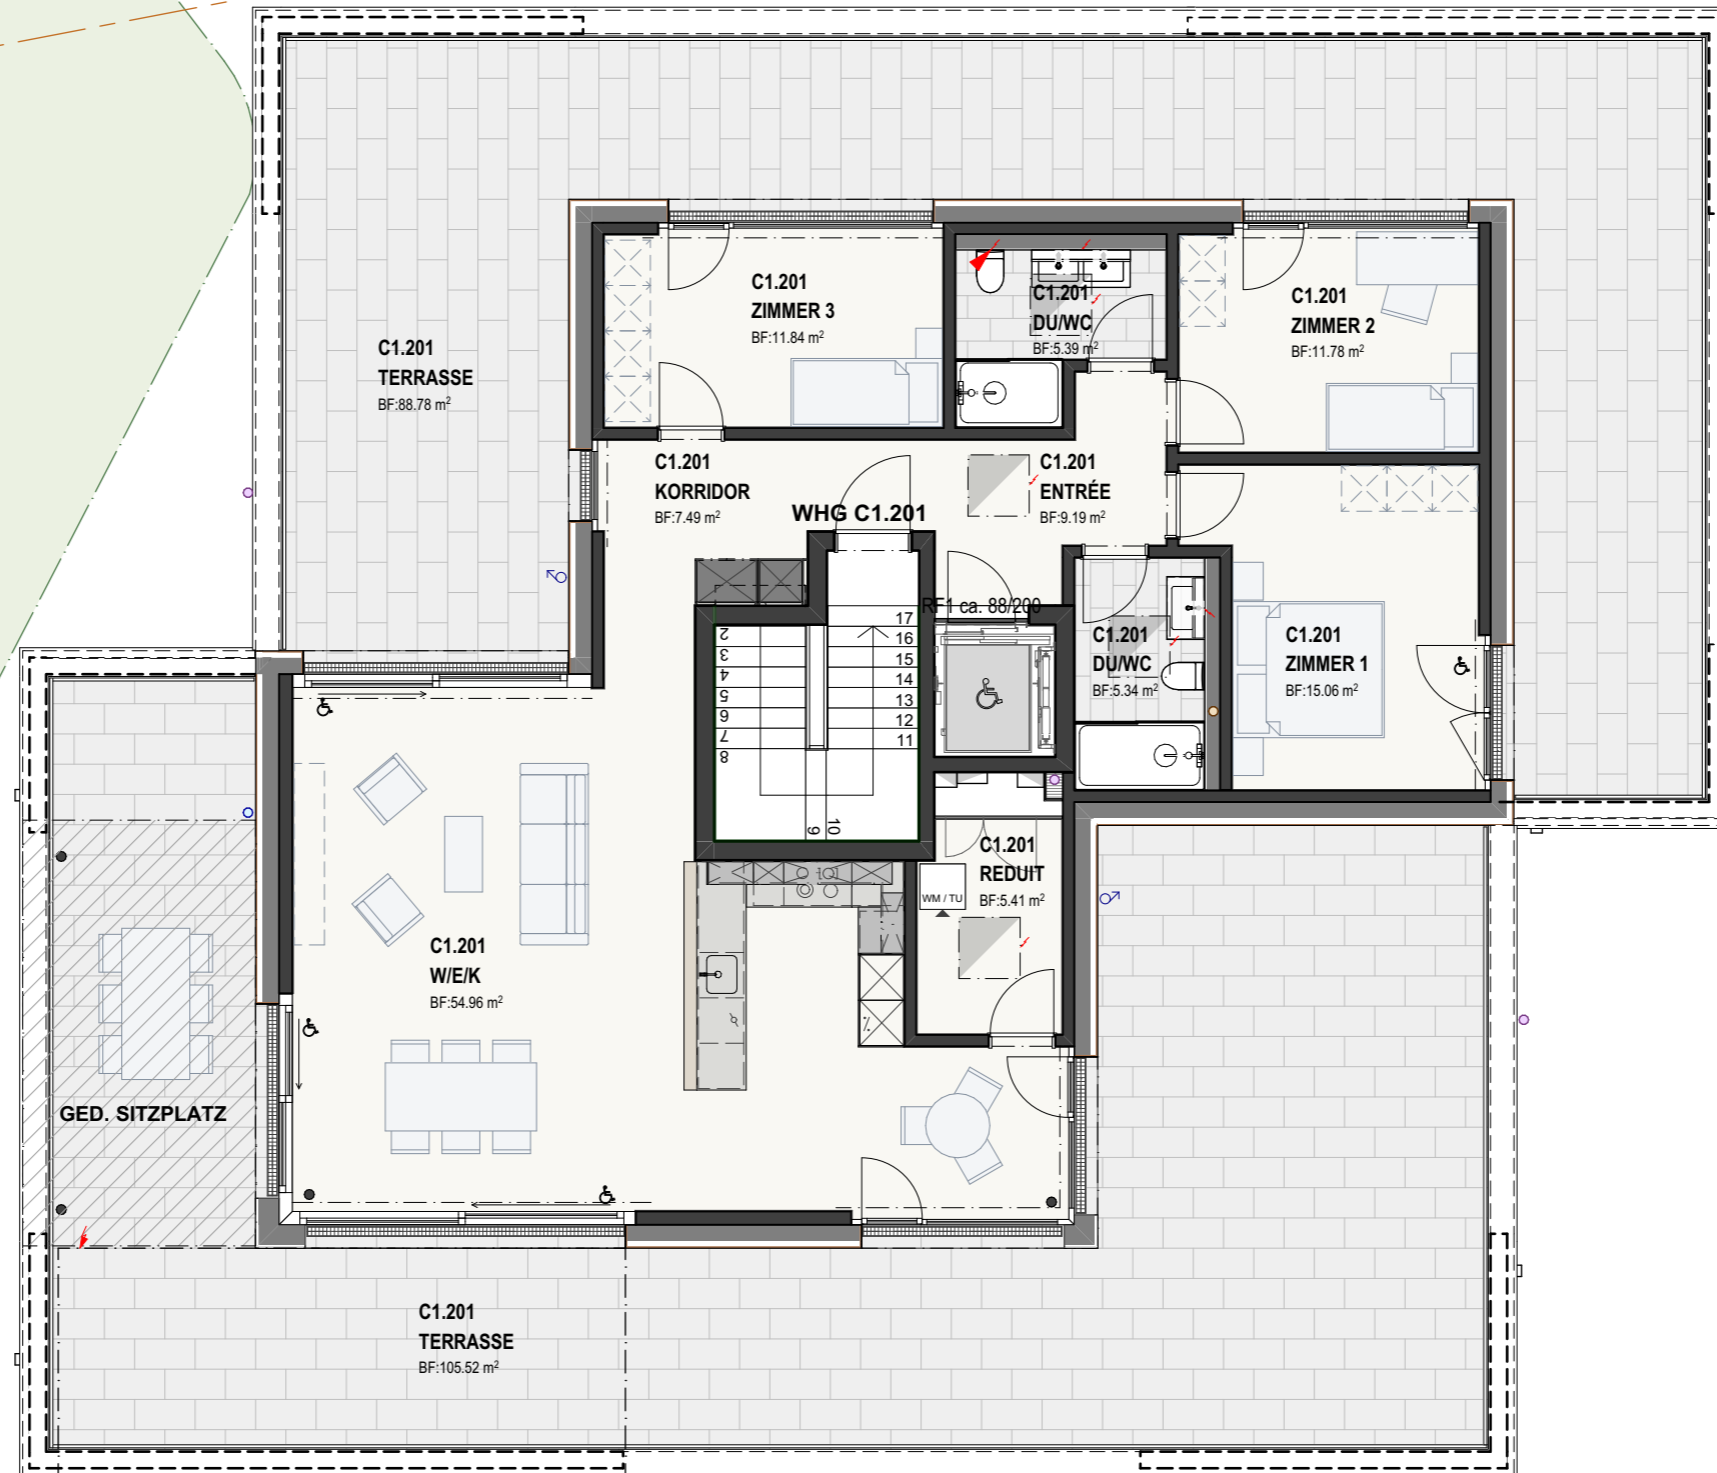 C1.201
ZIMMER 3
BF:11.84 m²
C1.201
DU/WC
BF:5.39 m²
C1.201
ZIMMER 2
BF:11.78 m²
C1.201
TERRASSE
BF:88.78 m²
C1.201
KORRIDOR
BF:7.49 m²
C1.201
ENTRÉE
BF:9.19 m²
WHG C1.201
RF1 ca. 88/200
17
16
15
14
13
12
11
2
3
4
5
6
7
8
9
10
C1.201
DU/WC
BF:5.34 m²
C1.201
ZIMMER 1
BF:15.06 m²
C1.201
REDUIT
BF:5.41 m²
WM / TU
C1.201
W/E/K
BF:54.96 m²
GED. SITZPLATZ
C1.201
TERRASSE
BF:105.52 m²